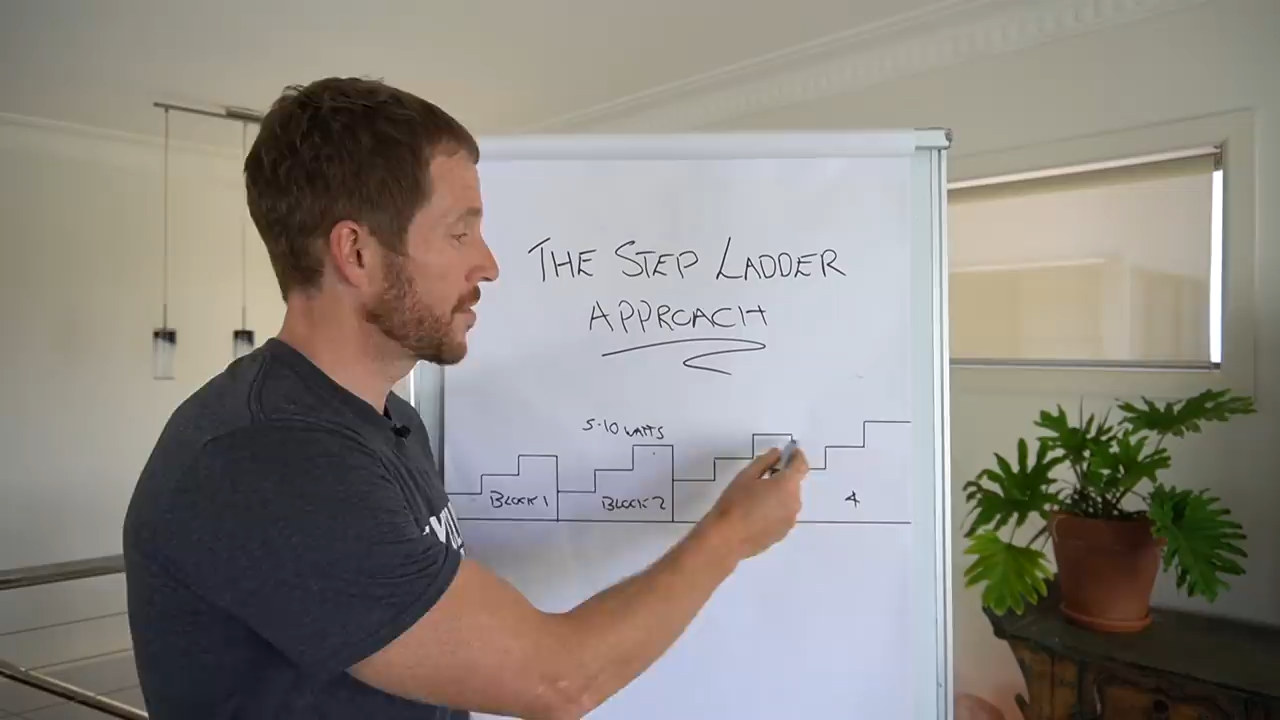 THE STEP LADDER
APPROACH
5-10 WATTS
BLOCK 1
BLOCK 2
4